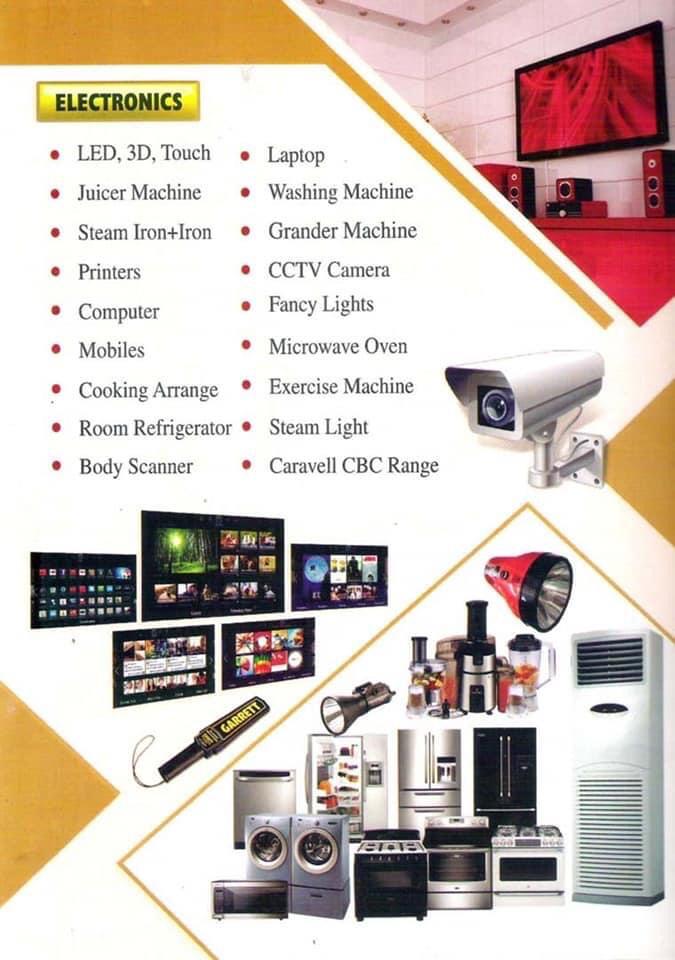 ELECTRONICS
LED, 3D, Touch
Juicer Machine
Steam Iron+Iron
Printers
Computer
Mobiles
Cooking Arrange
Room Refrigerator
Body Scanner
Laptop
Washing Machine
Grander Machine
CCTV Camera
Fancy Lights
Microwave Oven
Exercise Machine
Steam Light
Caravell CBC Range
GARRETT